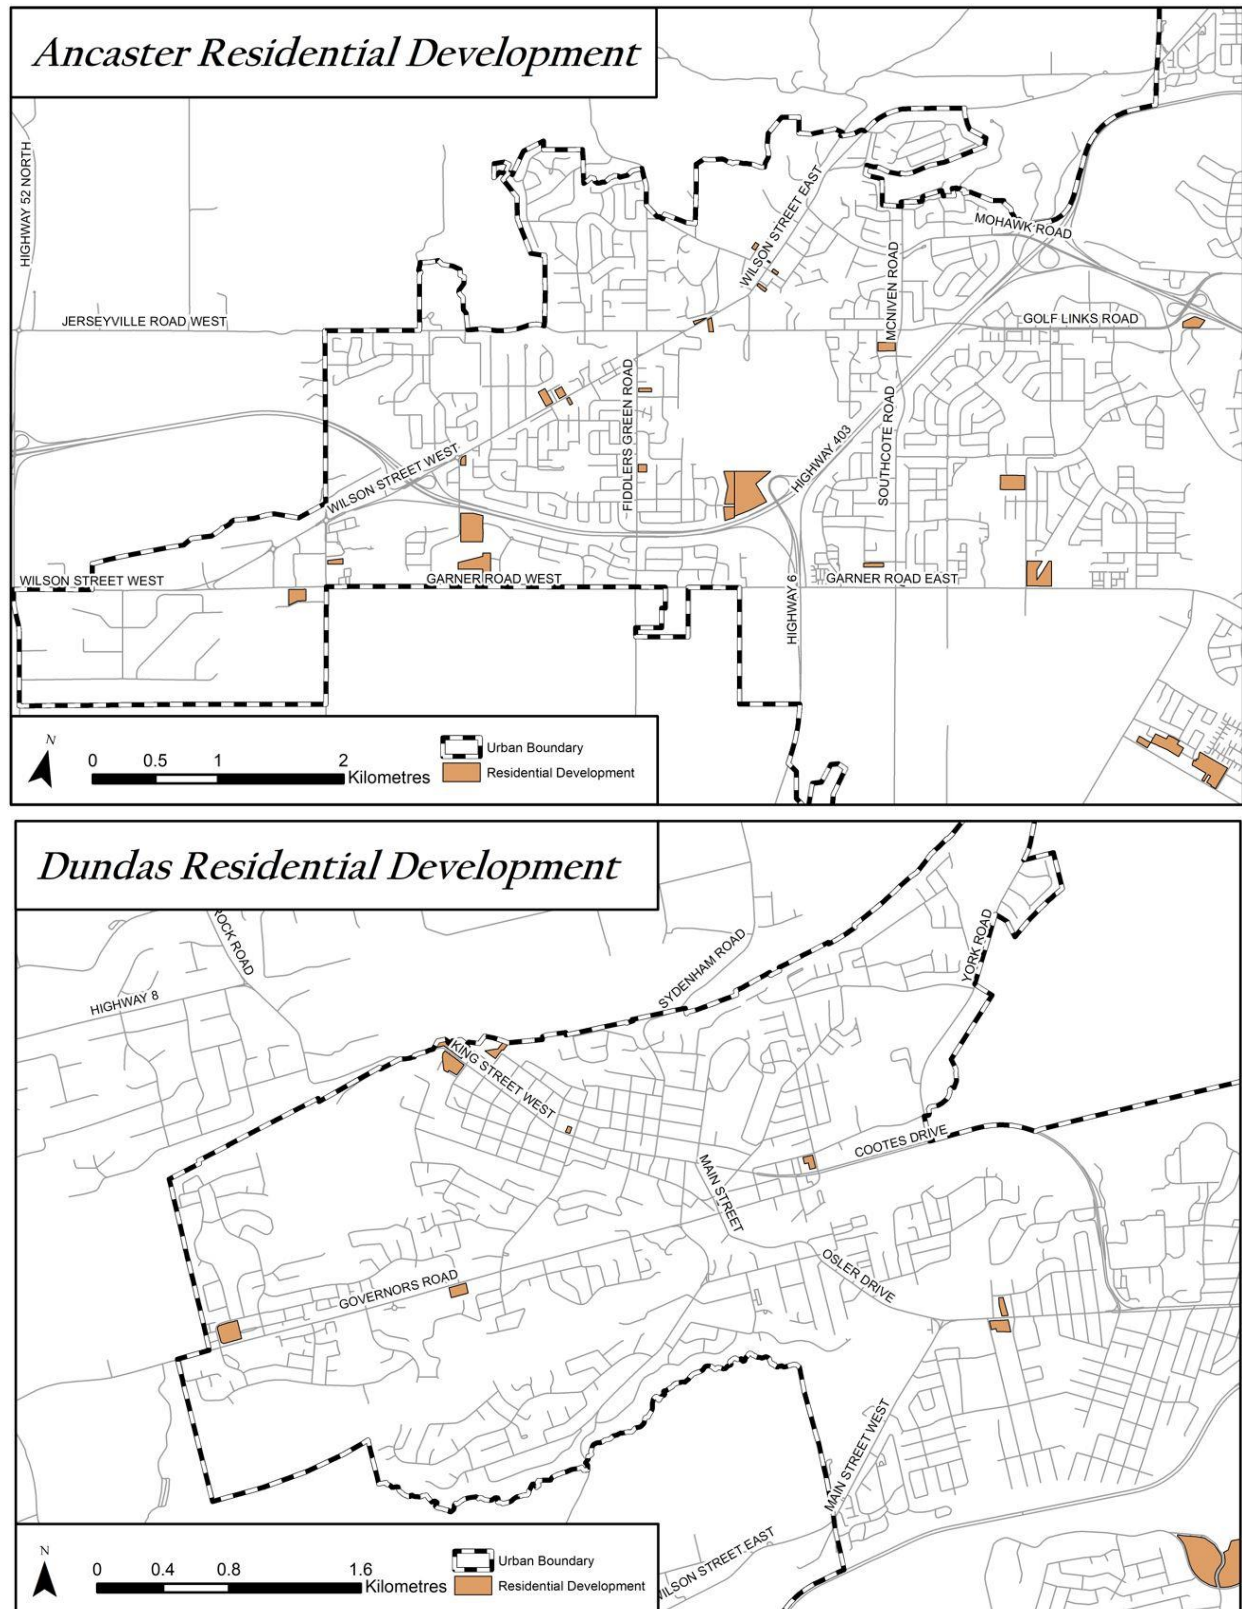 Ancaster Residential Development
HIGHWAY 52 NORTH
WILSON STREET EAST
MOHAWK ROAD
MCNIVEN ROAD
JERSEYVILLE ROAD WEST
GOLF LINKS ROAD
FIDDLERS GREEN ROAD
SOUTHCOTE ROAD
HIGHWAY 403
WILSON STREET WEST
WILSON STREET WEST
GARNER ROAD WEST
GARNER ROAD EAST
HIGHWAY 6
N
0 0.5 1 2
Kilometres
Urban Boundary
Residential Development
Dundas Residential Development
ROCK ROAD
SYDENHAM ROAD
YORK ROAD
HIGHWAY 8
KING STREET WEST
COOTES DRIVE
MAIN STREET
OSLER DRIVE
GOVERNORS ROAD
MAIN STREET WEST
WILSON STREET EAST
N
0 0.4 0.8 1.6
Kilometres
Urban Boundary
Residential Development